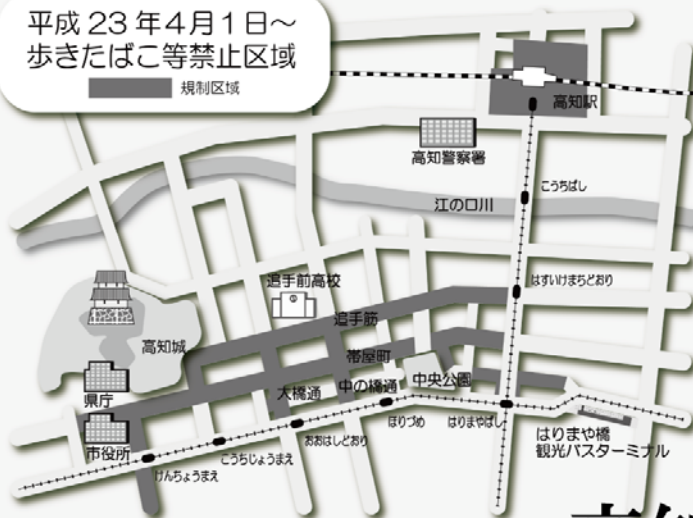 平成23年4月1日〜
歩きたばこ等禁止区域
規制区域
高知駅
高知警察署
こうちばし
江の口川
はすいけまちどおり
追手前高校
追手筋
高知城
帯屋町
中央公園
大橋通
中の橋通
県庁
ほりづめ
はりまやばし
はりまや橋
観光バスターミナル
おおはしどおり
市役所
こうちじょうまえ
けんちょうまえ